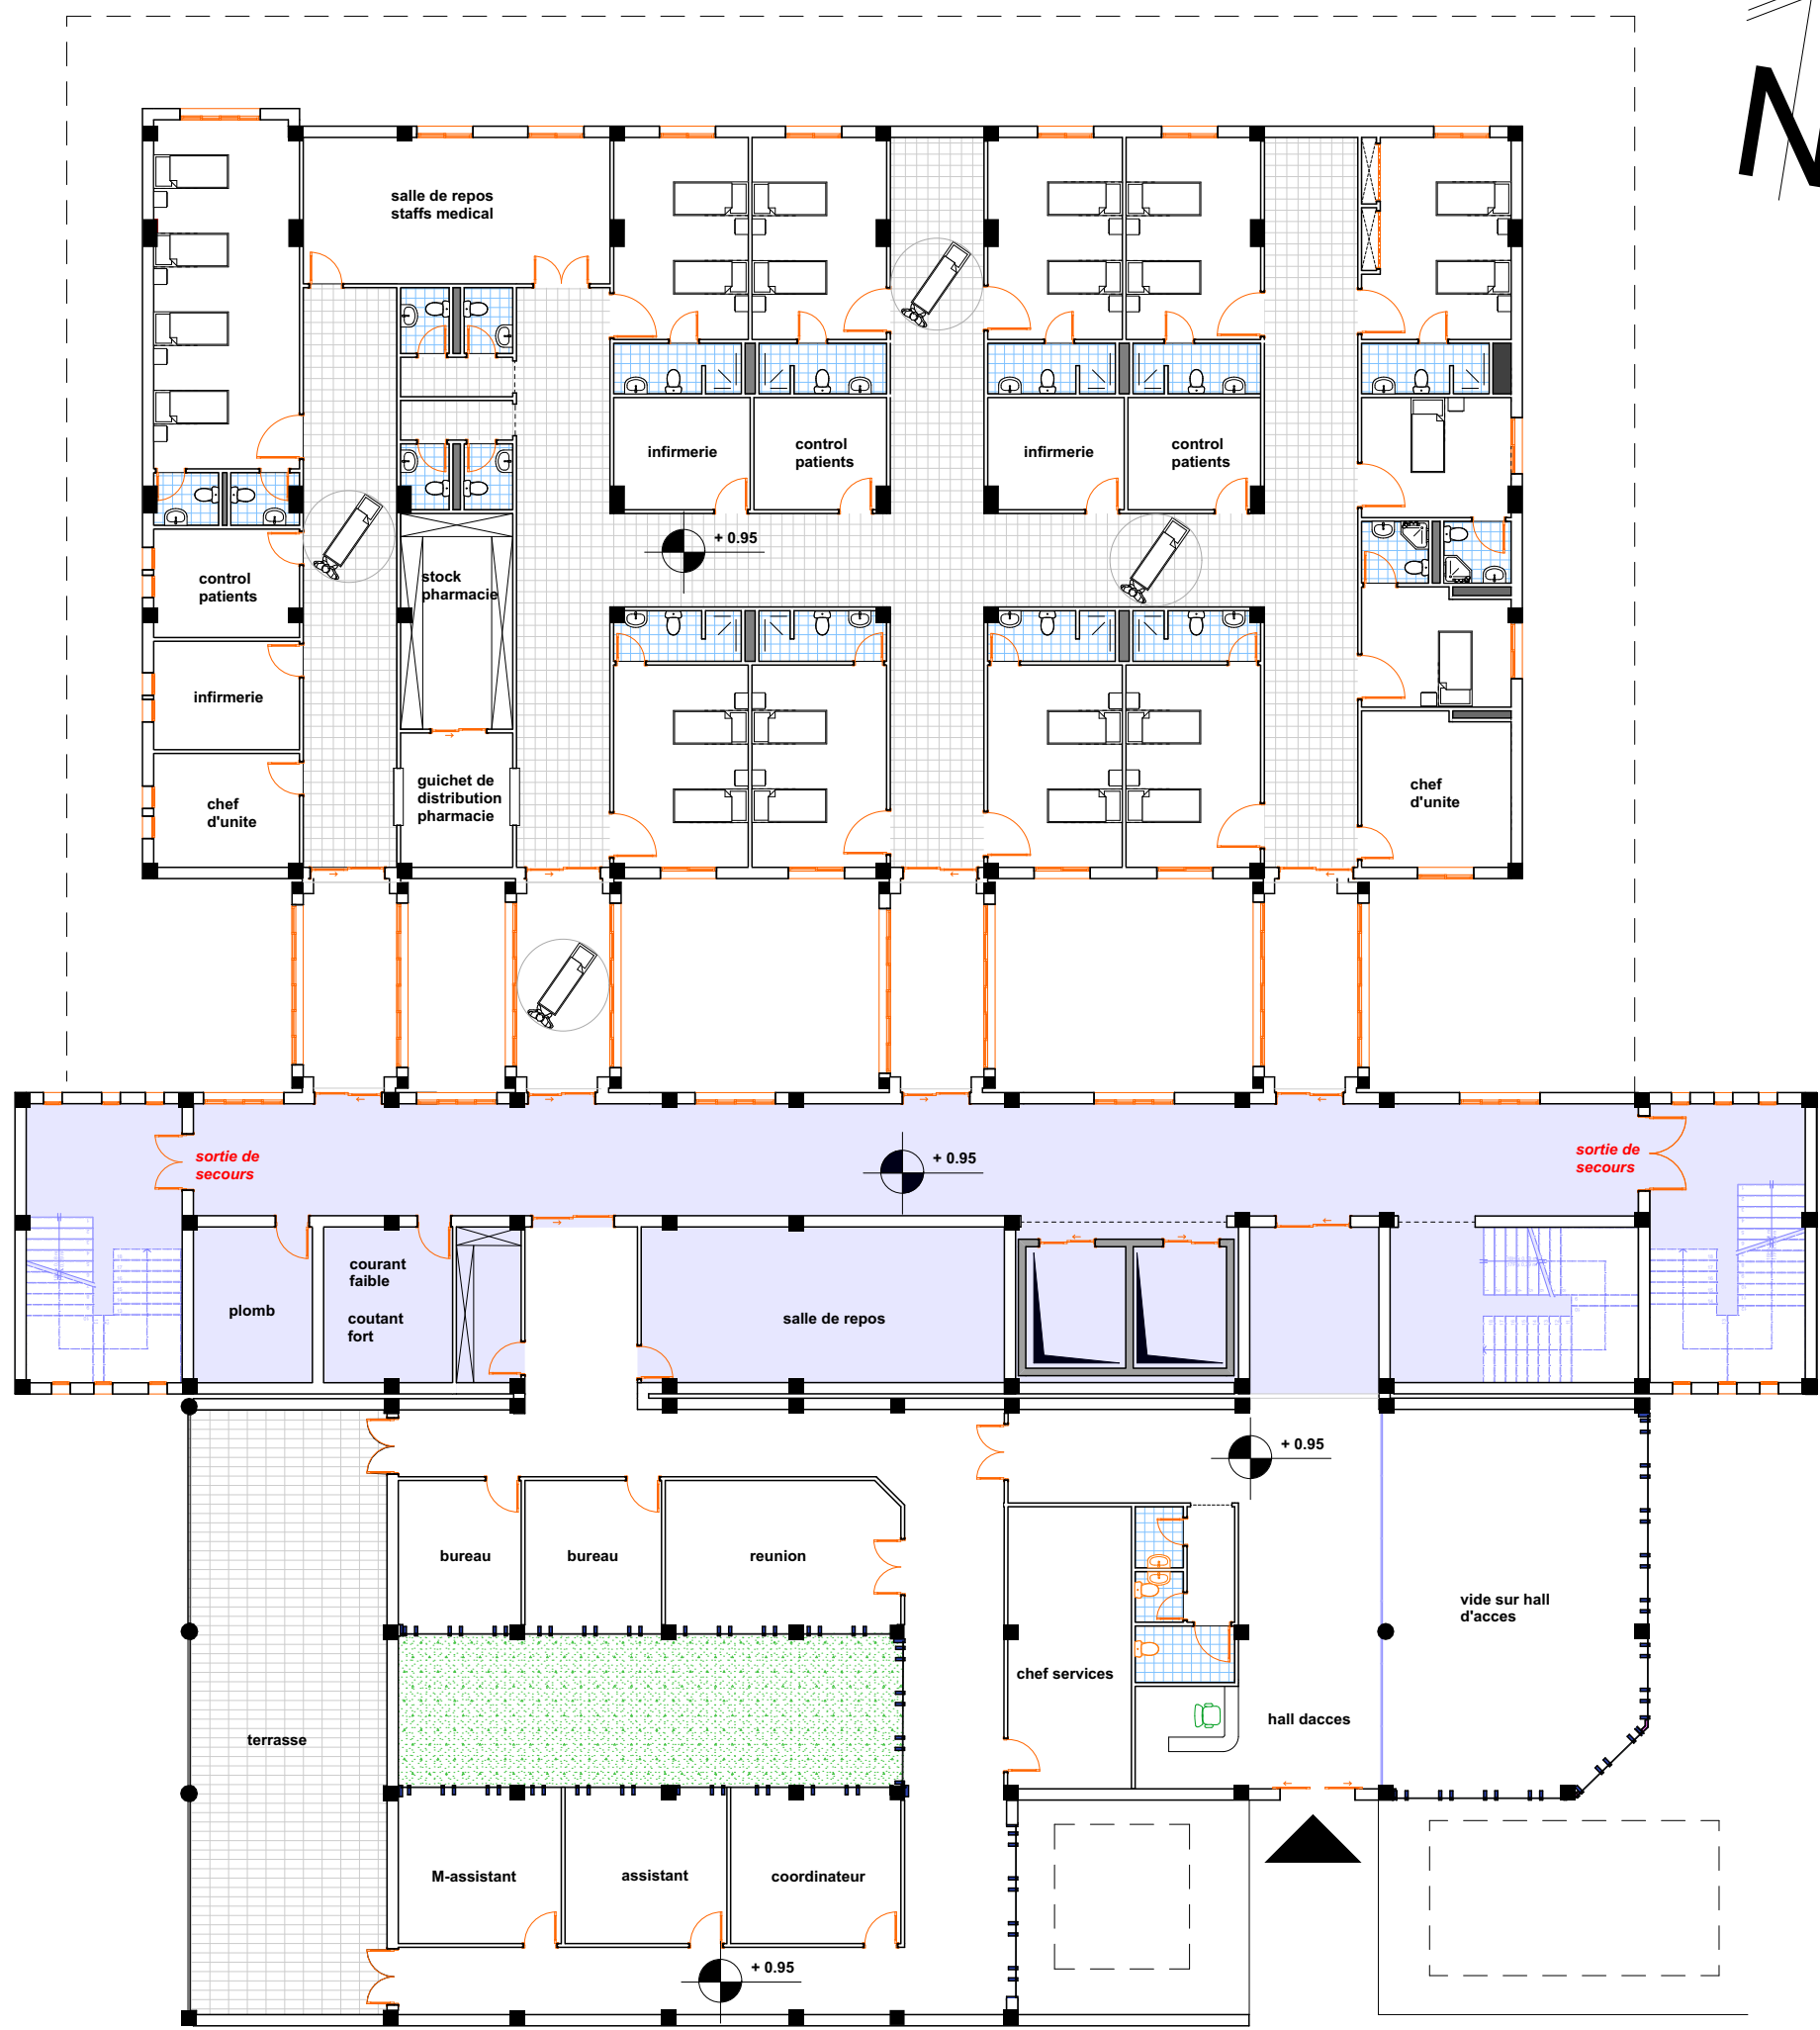 N
salle de repos
staffs medical
infirmerie
control
patients
infirmerie
control
patients
+ 0.95
control
patients
stock
pharmacie
infirmerie
guichet de
distribution
pharmacie
chef
d'unite
chef
d'unite
sortie de
secours
+ 0.95
sortie de
secours
plomb
courant
faible
coutant
fort
salle de repos
+ 0.95
bureau
bureau
reunion
vide sur hall
d'acces
chef services
terrasse
hall dacces
M-assistant
assistant
coordinateur
+ 0.95